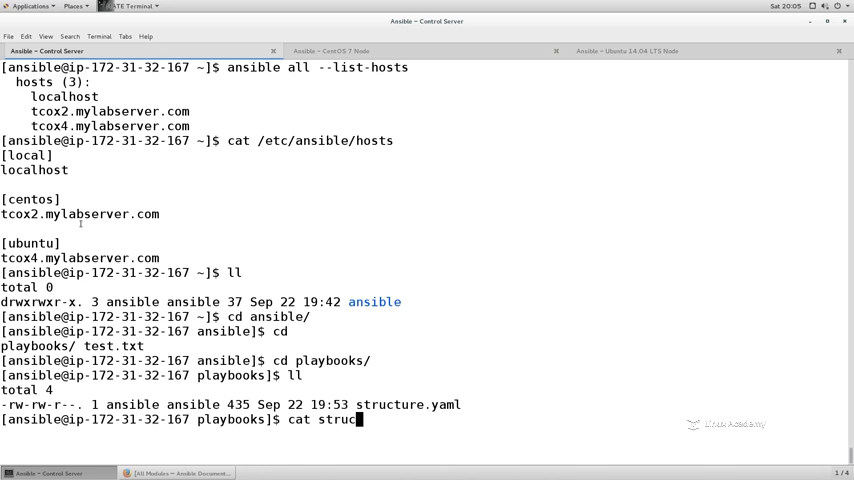 Applications Places MATE Terminal Sat 20:05
Ansible - Control Server
File Edit View Search Terminal Tabs Help
Ansible - Control Server Ansible - CentOS 7 Node Ansible - Ubuntu 14.04 LTS Node
[ansible@ip-172-31-32-167 ~]$ ansible all --list-hosts
hosts (3):
localhost
tcox2.mylabserver.com
tcox4.mylabserver.com
[ansible@ip-172-31-32-167 ~]$ cat /etc/ansible/hosts
[local]
localhost
[centos]
tcox2.mylabserver.com
[ubuntu]
tcox4.mylabserver.com
[ansible@ip-172-31-32-167 ~]$ ll
total 0
drwxrwxr-x. 3 ansible ansible 37 Sep 22 19:42 ansible
[ansible@ip-172-31-32-167 ~]$ cd ansible/
[ansible@ip-172-31-32-167 ansible]$ cd
playbooks/ test.txt
[ansible@ip-172-31-32-167 ansible]$ cd playbooks/
[ansible@ip-172-31-32-167 playbooks]$ ll
total 4
-rw-rw-r--. 1 ansible ansible 435 Sep 22 19:53 structure.yaml
[ansible@ip-172-31-32-167 playbooks]$ cat struc
Linux Academy
Ansible - Control Server [All Modules — Ansible Document... 1 / 4